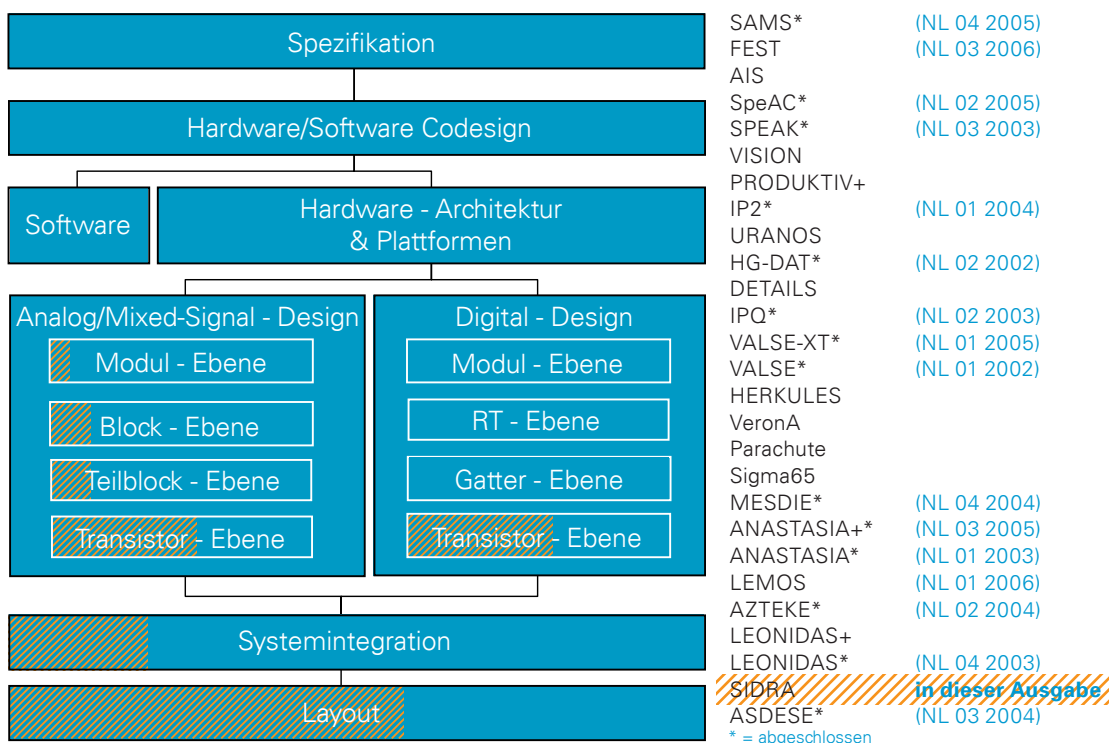 Spezifikation
Hardware/Software Codesign
Software
Hardware - Architektur
& Plattformen
Analog/Mixed-Signal - Design
Modul - Ebene
Block - Ebene
Teilblock - Ebene
Transistor - Ebene
Digital - Design
Modul - Ebene
RT - Ebene
Gatter - Ebene
Transistor - Ebene
Systemintegration
Layout
SAMS* (NL 04 2005)
FEST (NL 03 2006)
AIS
SpeAC* (NL 02 2005)
SPEAK* (NL 03 2003)
VISION
PRODUKTIV+
IP2* (NL 01 2004)
URANOS
HG-DAT* (NL 02 2002)
DETAILS
IPQ* (NL 02 2003)
VALSE-XT* (NL 01 2005)
VALSE* (NL 01 2002)
HERKULES
VeronA
Parachute
Sigma65
MESDIE* (NL 04 2004)
ANASTASIA+* (NL 03 2005)
ANASTASIA* (NL 01 2003)
LEMOS (NL 01 2006)
AZTEKE* (NL 02 2004)
LEONIDAS+
LEONIDAS* (NL 04 2003)
SIDRA in dieser Ausgabe
ASDESE* (NL 03 2004)
* = abgeschlossen